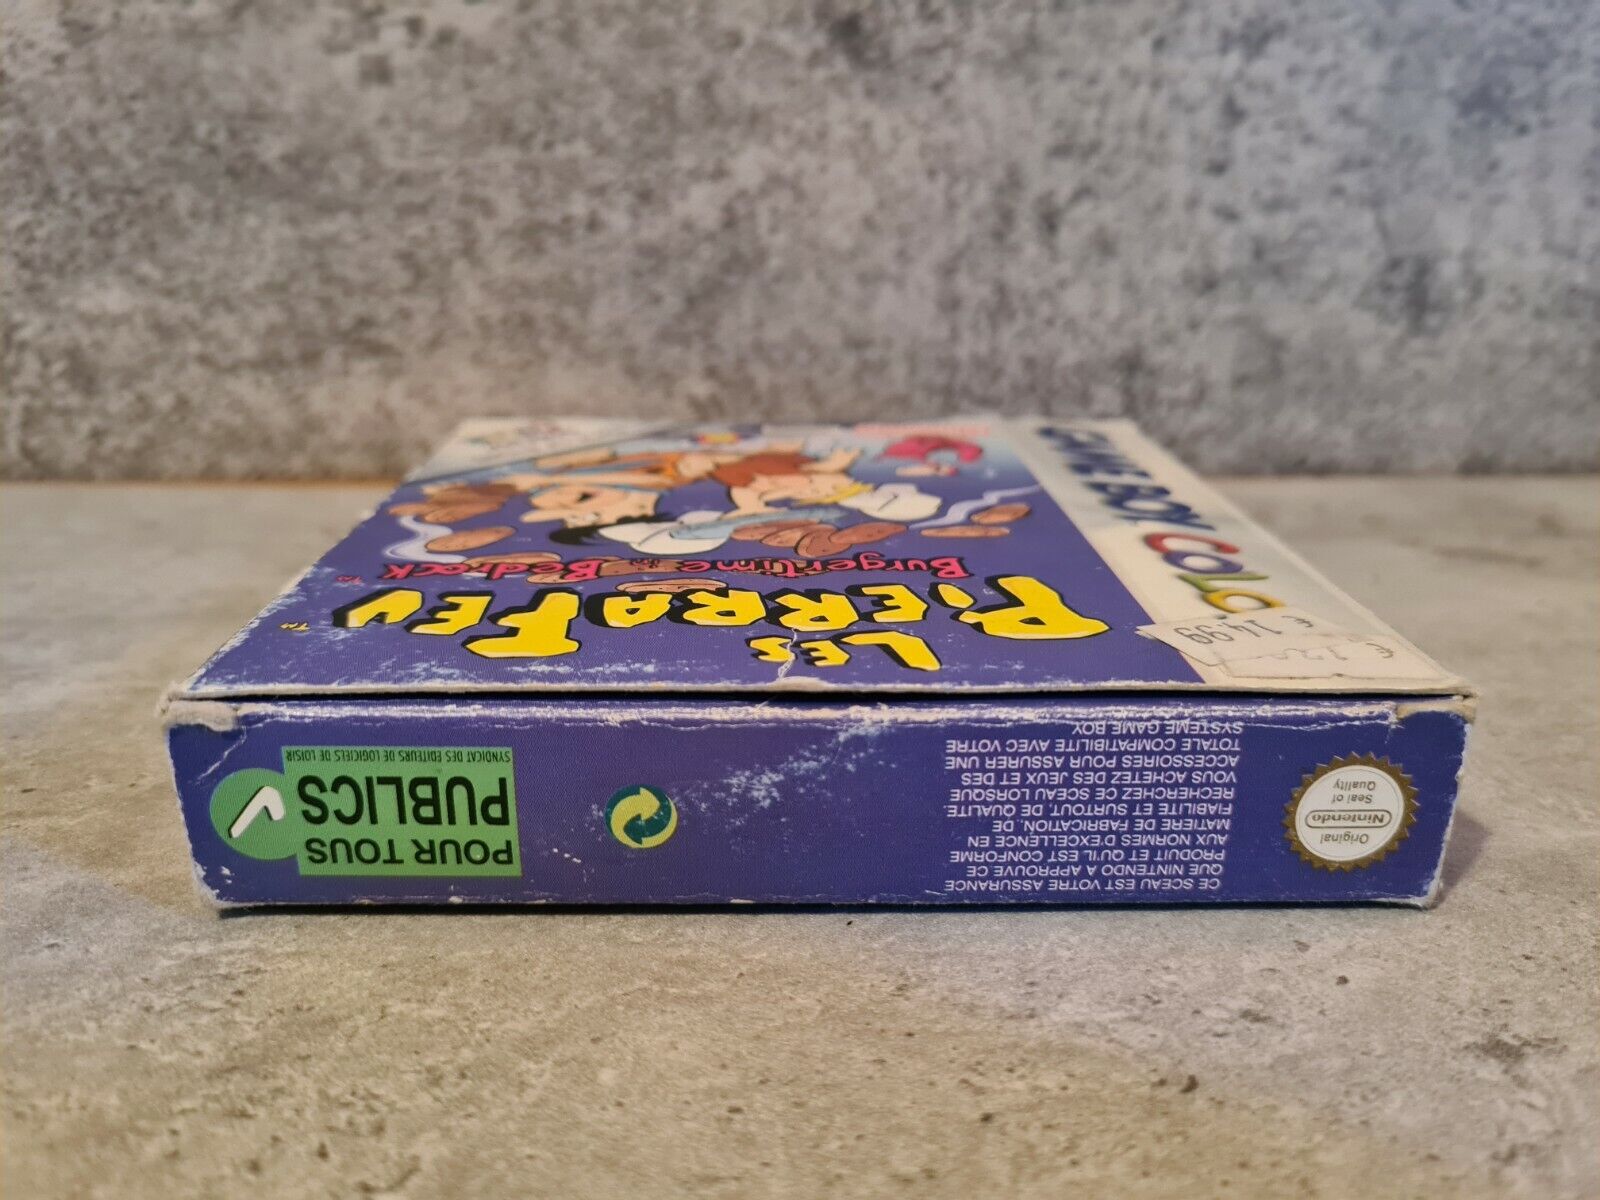 GAME BOY COLO
LES
PIERRAFEU™
Burgertime in Bedrock™
€ 14,99
POUR TOUS
PUBLICS
SYNDICAT DES EDITEURS DE LOGICIELS DE LOISIR
CE SCEAU EST VOTRE ASSURANCE
QUE NINTENDO A APPROUVE CE
PRODUIT ET QU'IL EST CONFORME
AUX NORMES D'EXCELLENCE EN
MATIERE DE FABRICATION, DE
FIABILITE ET SURTOUT, DE QUALITE.
RECHERCHEZ CE SCEAU LORSQUE
VOUS ACHETEZ DES JEUX ET DES
ACCESSOIRES POUR ASSURER UNE
TOTALE COMPATIBILITE AVEC VOTRE
SYSTEME GAME BOY
Original
Nintendo
Seal of
Quality